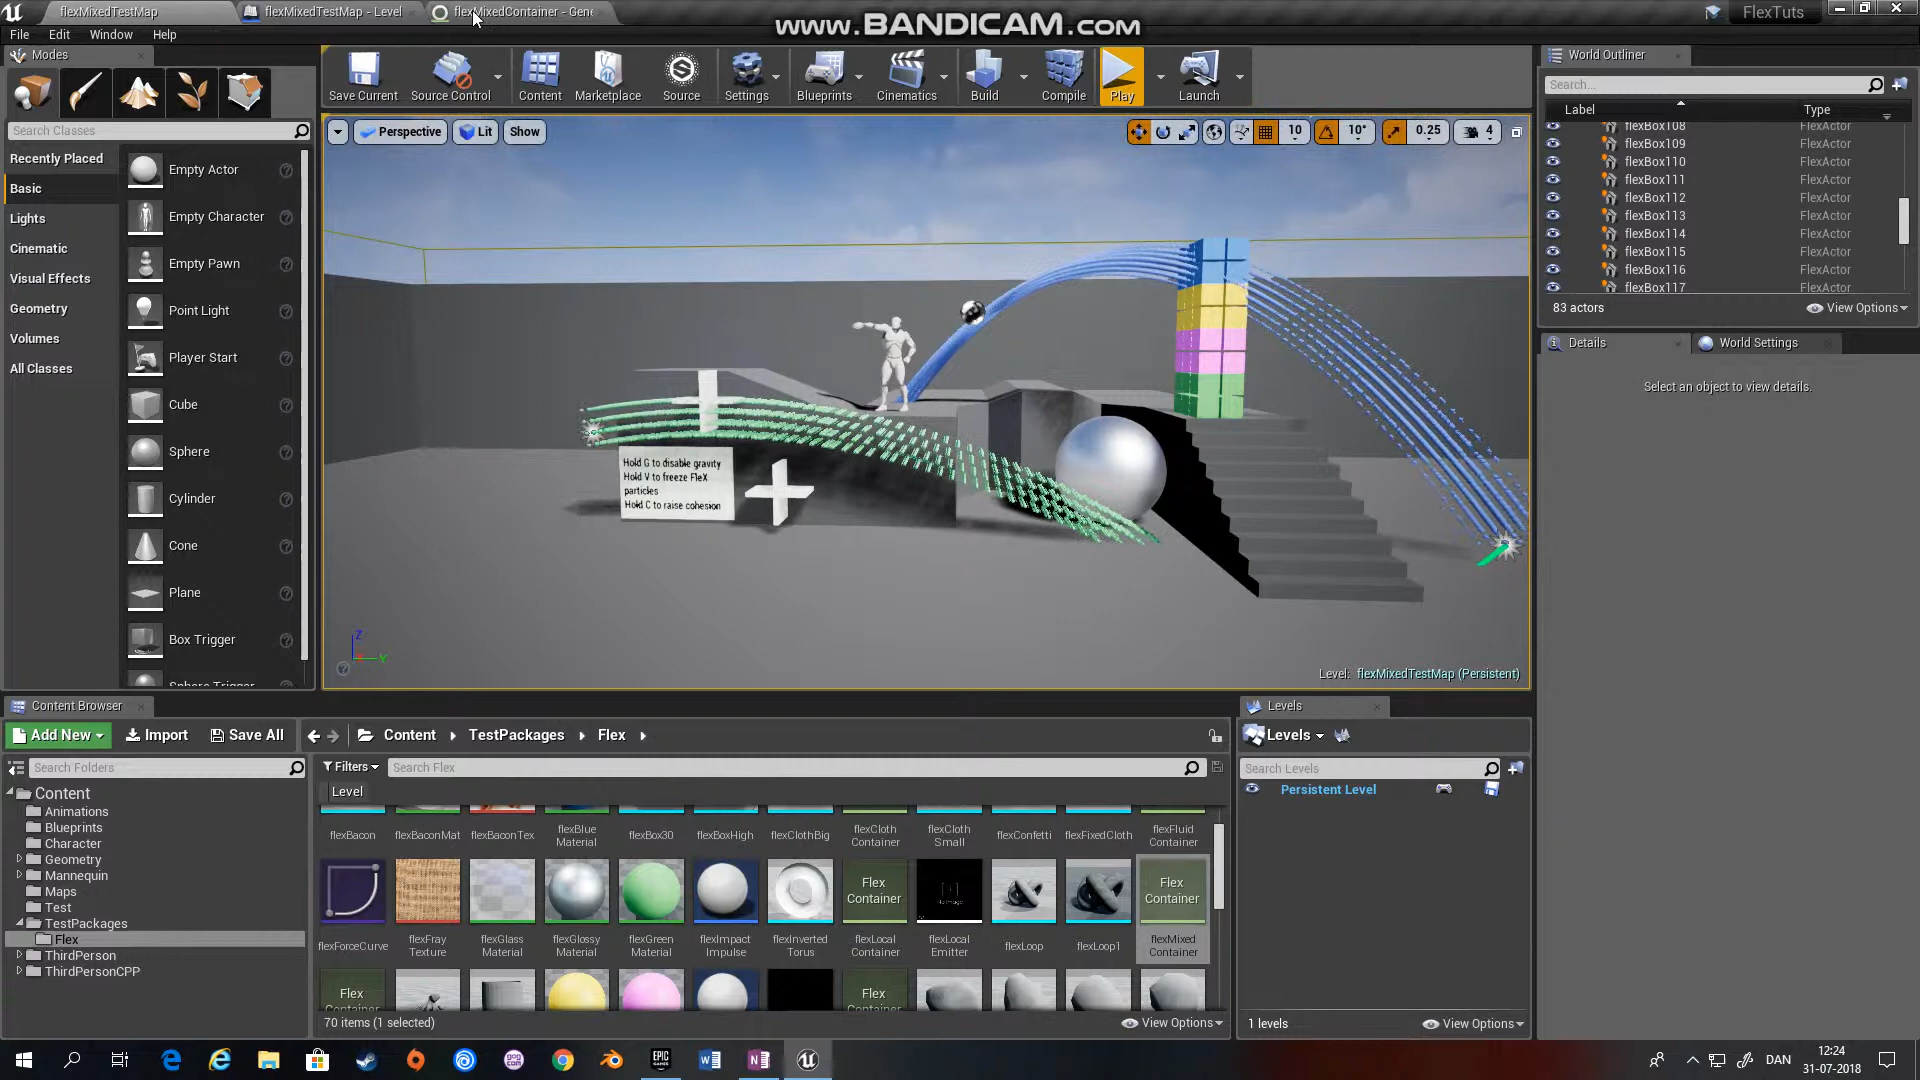 flexMixedTestMap
flexMixedTestMap - Level
flexMixedContainer - Gene
www.BANDICAM.com
FlexTuts
File Edit Window Help
Modes
Search Classes
Recently Placed
Basic
Lights
Cinematic
Visual Effects
Geometry
Volumes
All Classes
Empty Actor
Empty Character
Empty Pawn
Point Light
Player Start
Cube
Sphere
Cylinder
Cone
Plane
Box Trigger
Sphere Trigger
Save Current
Source Control
Content
Marketplace
Source
Settings
Blueprints
Cinematics
Build
Compile
Play
Launch
Perspective
Lit
Show
10
10°
0.25
4
Hold G to disable gravity
Hold V to freeze FleX
particles
Hold C to raise cohesion
Z
Y
Level: flexMixedTestMap (Persistent)
World Outliner
Search...
Label Type
flexBox108 FlexActor
flexBox109 FlexActor
flexBox110 FlexActor
flexBox111 FlexActor
flexBox112 FlexActor
flexBox113 FlexActor
flexBox114 FlexActor
flexBox115 FlexActor
flexBox116 FlexActor
flexBox117 FlexActor
83 actors
View Options
Details
World Settings
Select an object to view details.
Content Browser
Add New
Import
Save All
Content
TestPackages
Flex
Search Folders
Content
Animations
Blueprints
Character
Geometry
Mannequin
Maps
Test
TestPackages
Flex
ThirdPerson
ThirdPersonCPP
Filters
Search Flex
Level
flexBacon
flexBaconMat
flexBaconTex
flexBlue
Material
flexBox30
flexBoxHigh
flexClothBig
flexCloth
Container
flexCloth
Small
flexConfetti
flexFixedCloth
flexFluid
Container
Flex
Container
Flex
Container
flexForceCurve
flexFray
Texture
flexGlass
Material
flexGlossy
Material
flexGreen
Material
flexImpact
Impulse
flexInverted
Torus
flexLocal
Container
flexLocal
Emitter
flexLoop
flexLoop1
flexMixed
Container
Flex
Container
Flex
Container
70 items (1 selected)
View Options
Levels
Levels
Search Levels
Persistent Level
1 levels
View Options
EPIC
GAMES
DAN
12:24
31-07-2018